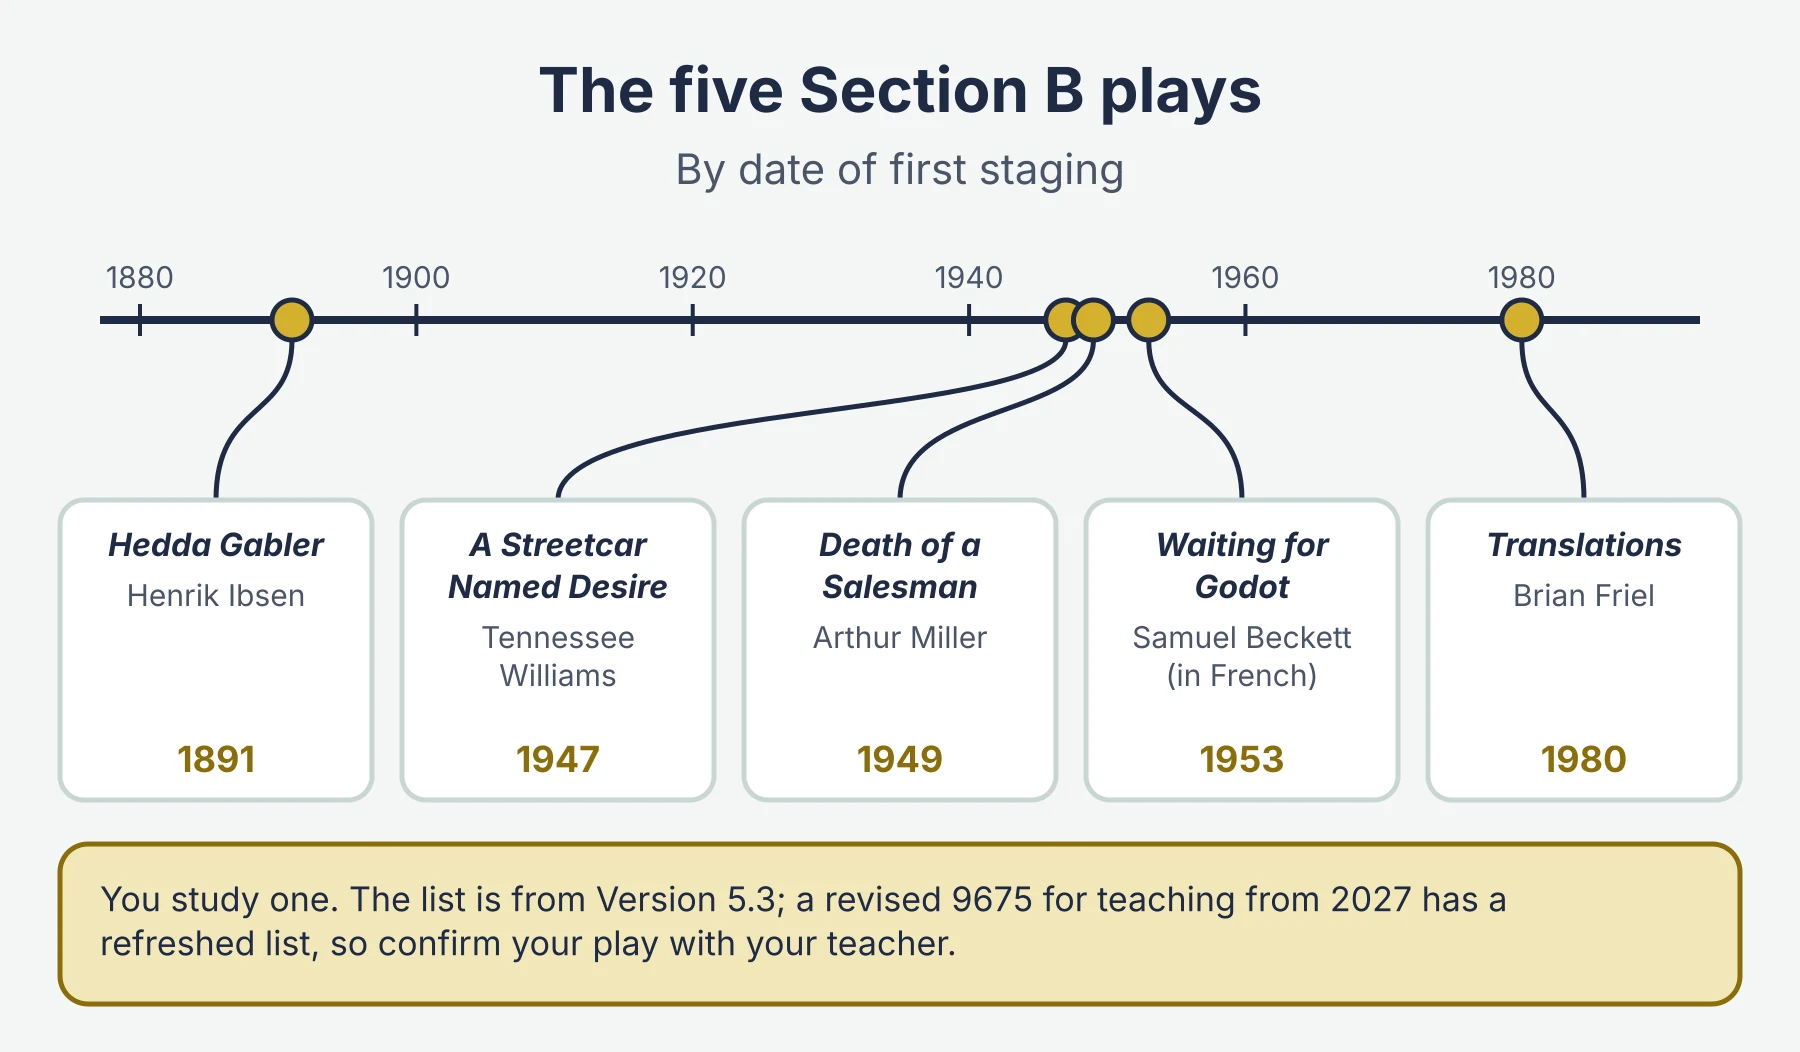 The five Section B plays
By date of first staging
1880 1900 1920 1940 1960 1980
Hedda Gabler
Henrik Ibsen
1891
A Streetcar
Named Desire
Tennessee
Williams
1947
Death of a
Salesman
Arthur Miller
1949
Waiting for
Godot
Samuel Beckett
(in French)
1953
Translations
Brian Friel
1980
You study one. The list is from Version 5.3; a revised 9675 for teaching from 2027 has a
refreshed list, so confirm your play with your teacher.